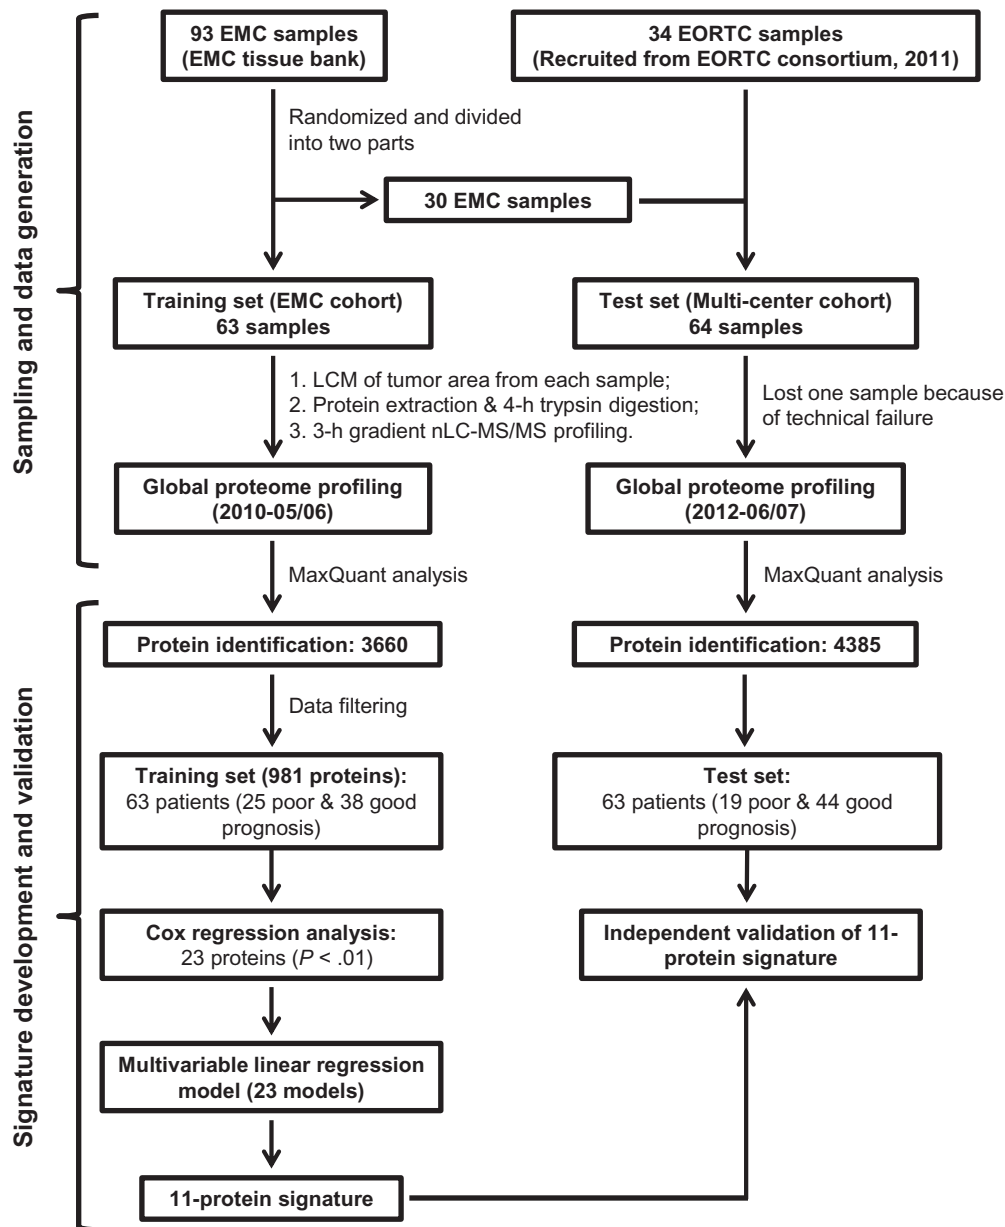 Sampling and data generation
93 EMC samples
(EMC tissue bank)
34 EORTC samples
(Recruited from EORTC consortium, 2011)
Randomized and divided
into two parts
30 EMC samples
Training set (EMC cohort)
63 samples
Test set (Multi-center cohort)
64 samples
1. LCM of tumor area from each sample;
2. Protein extraction & 4-h trypsin digestion;
3. 3-h gradient nLC-MS/MS profiling.
Lost one sample because
of technical failure
Global proteome profiling
(2010-05/06)
Global proteome profiling
(2012-06/07)
MaxQuant analysis
MaxQuant analysis
Signature development and validation
Protein identification: 3660
Protein identification: 4385
Data filtering
Training set (981 proteins):
63 patients (25 poor & 38 good
prognosis)
Test set:
63 patients (19 poor & 44 good
prognosis)
Cox regression analysis:
23 proteins (P < .01)
Independent validation of 11-
protein signature
Multivariable linear regression
model (23 models)
11-protein signature